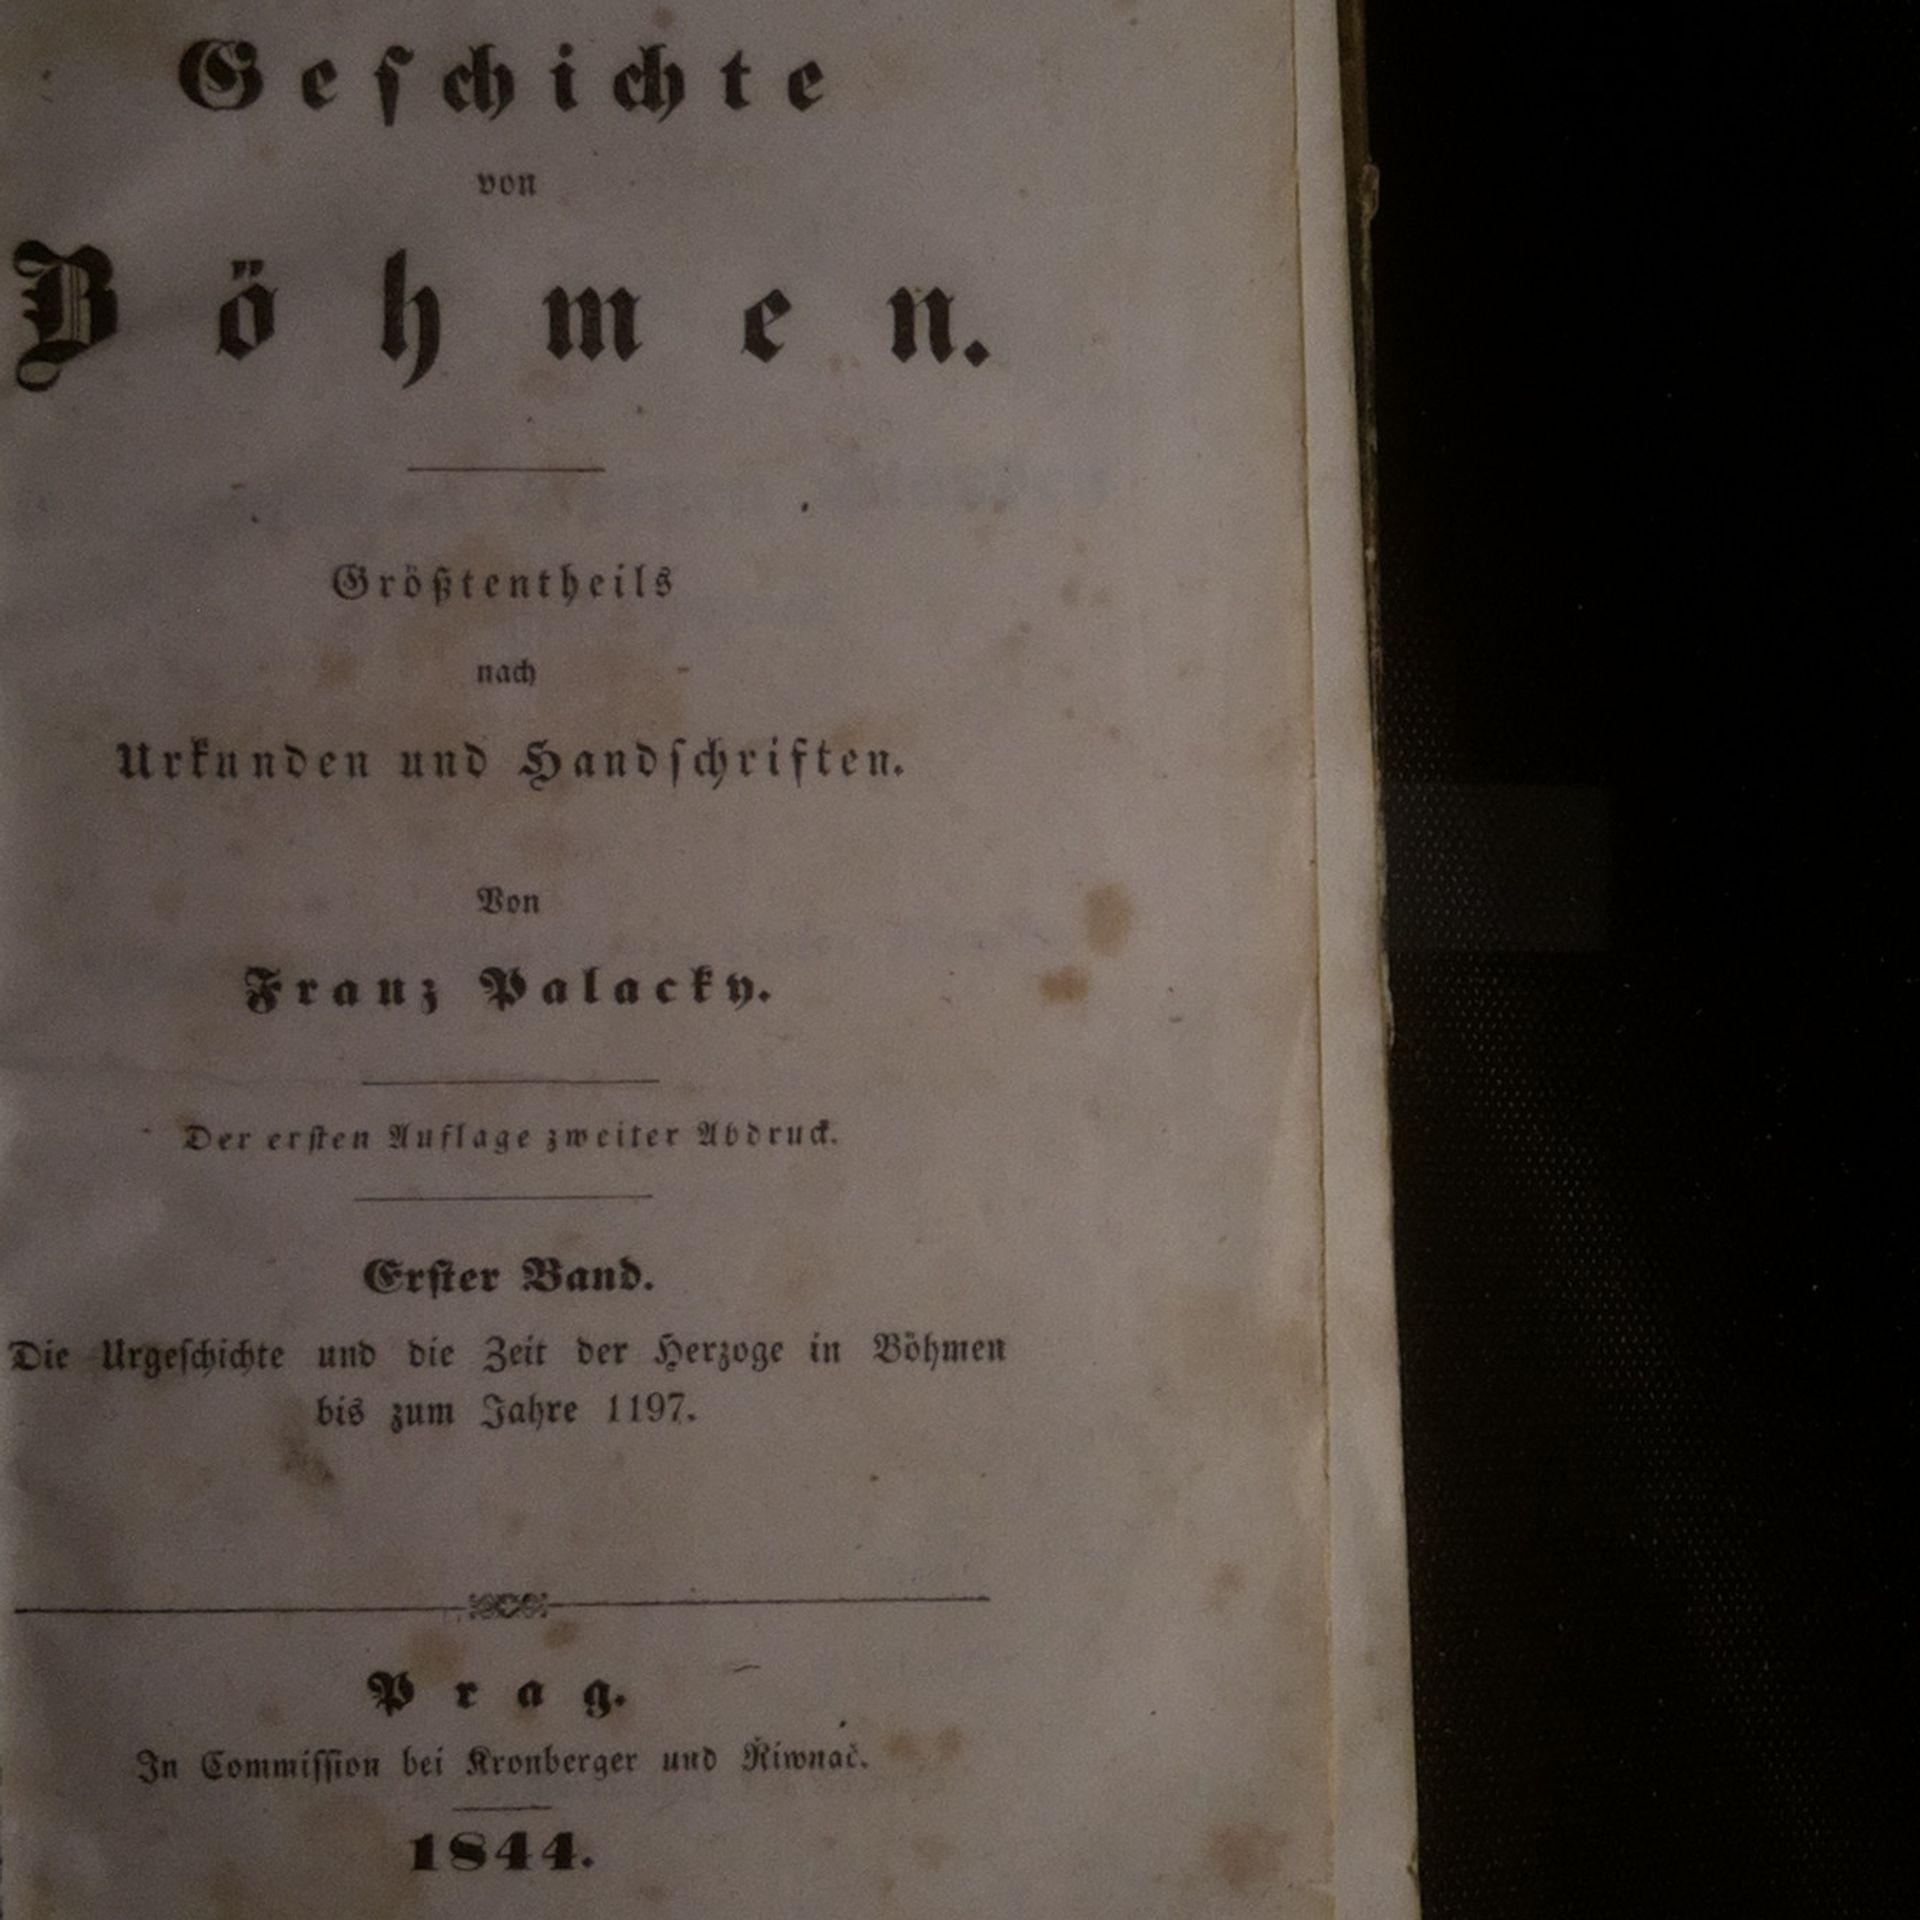 Geschichte
von
Böhmen.
Größtentheils
nach
Urkunden und Handschriften.
Von
Franz Palacky.
Der ersten Auflage zweiter Abdruck.
Erster Band.
Die Urgeschichte und die Zeit der Herzoge in Böhmen
bis zum Jahre 1197.
Prag.
In Commission bei Kronberger und Řiwnač.
1844.